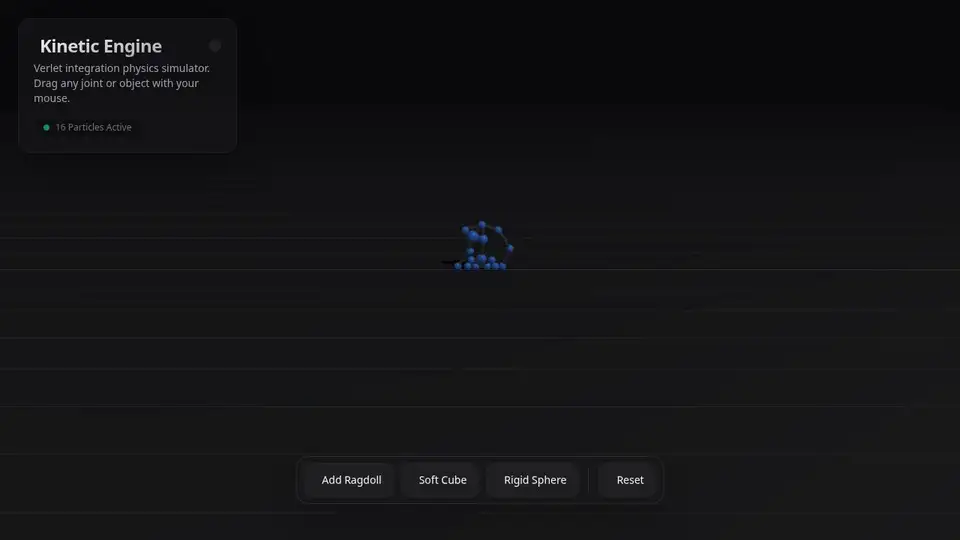 Kinetic Engine
Verlet integration physics simulator.
Drag any joint or object with your
mouse.
16 Particles Active
Add Ragdoll
Soft Cube
Rigid Sphere
Reset